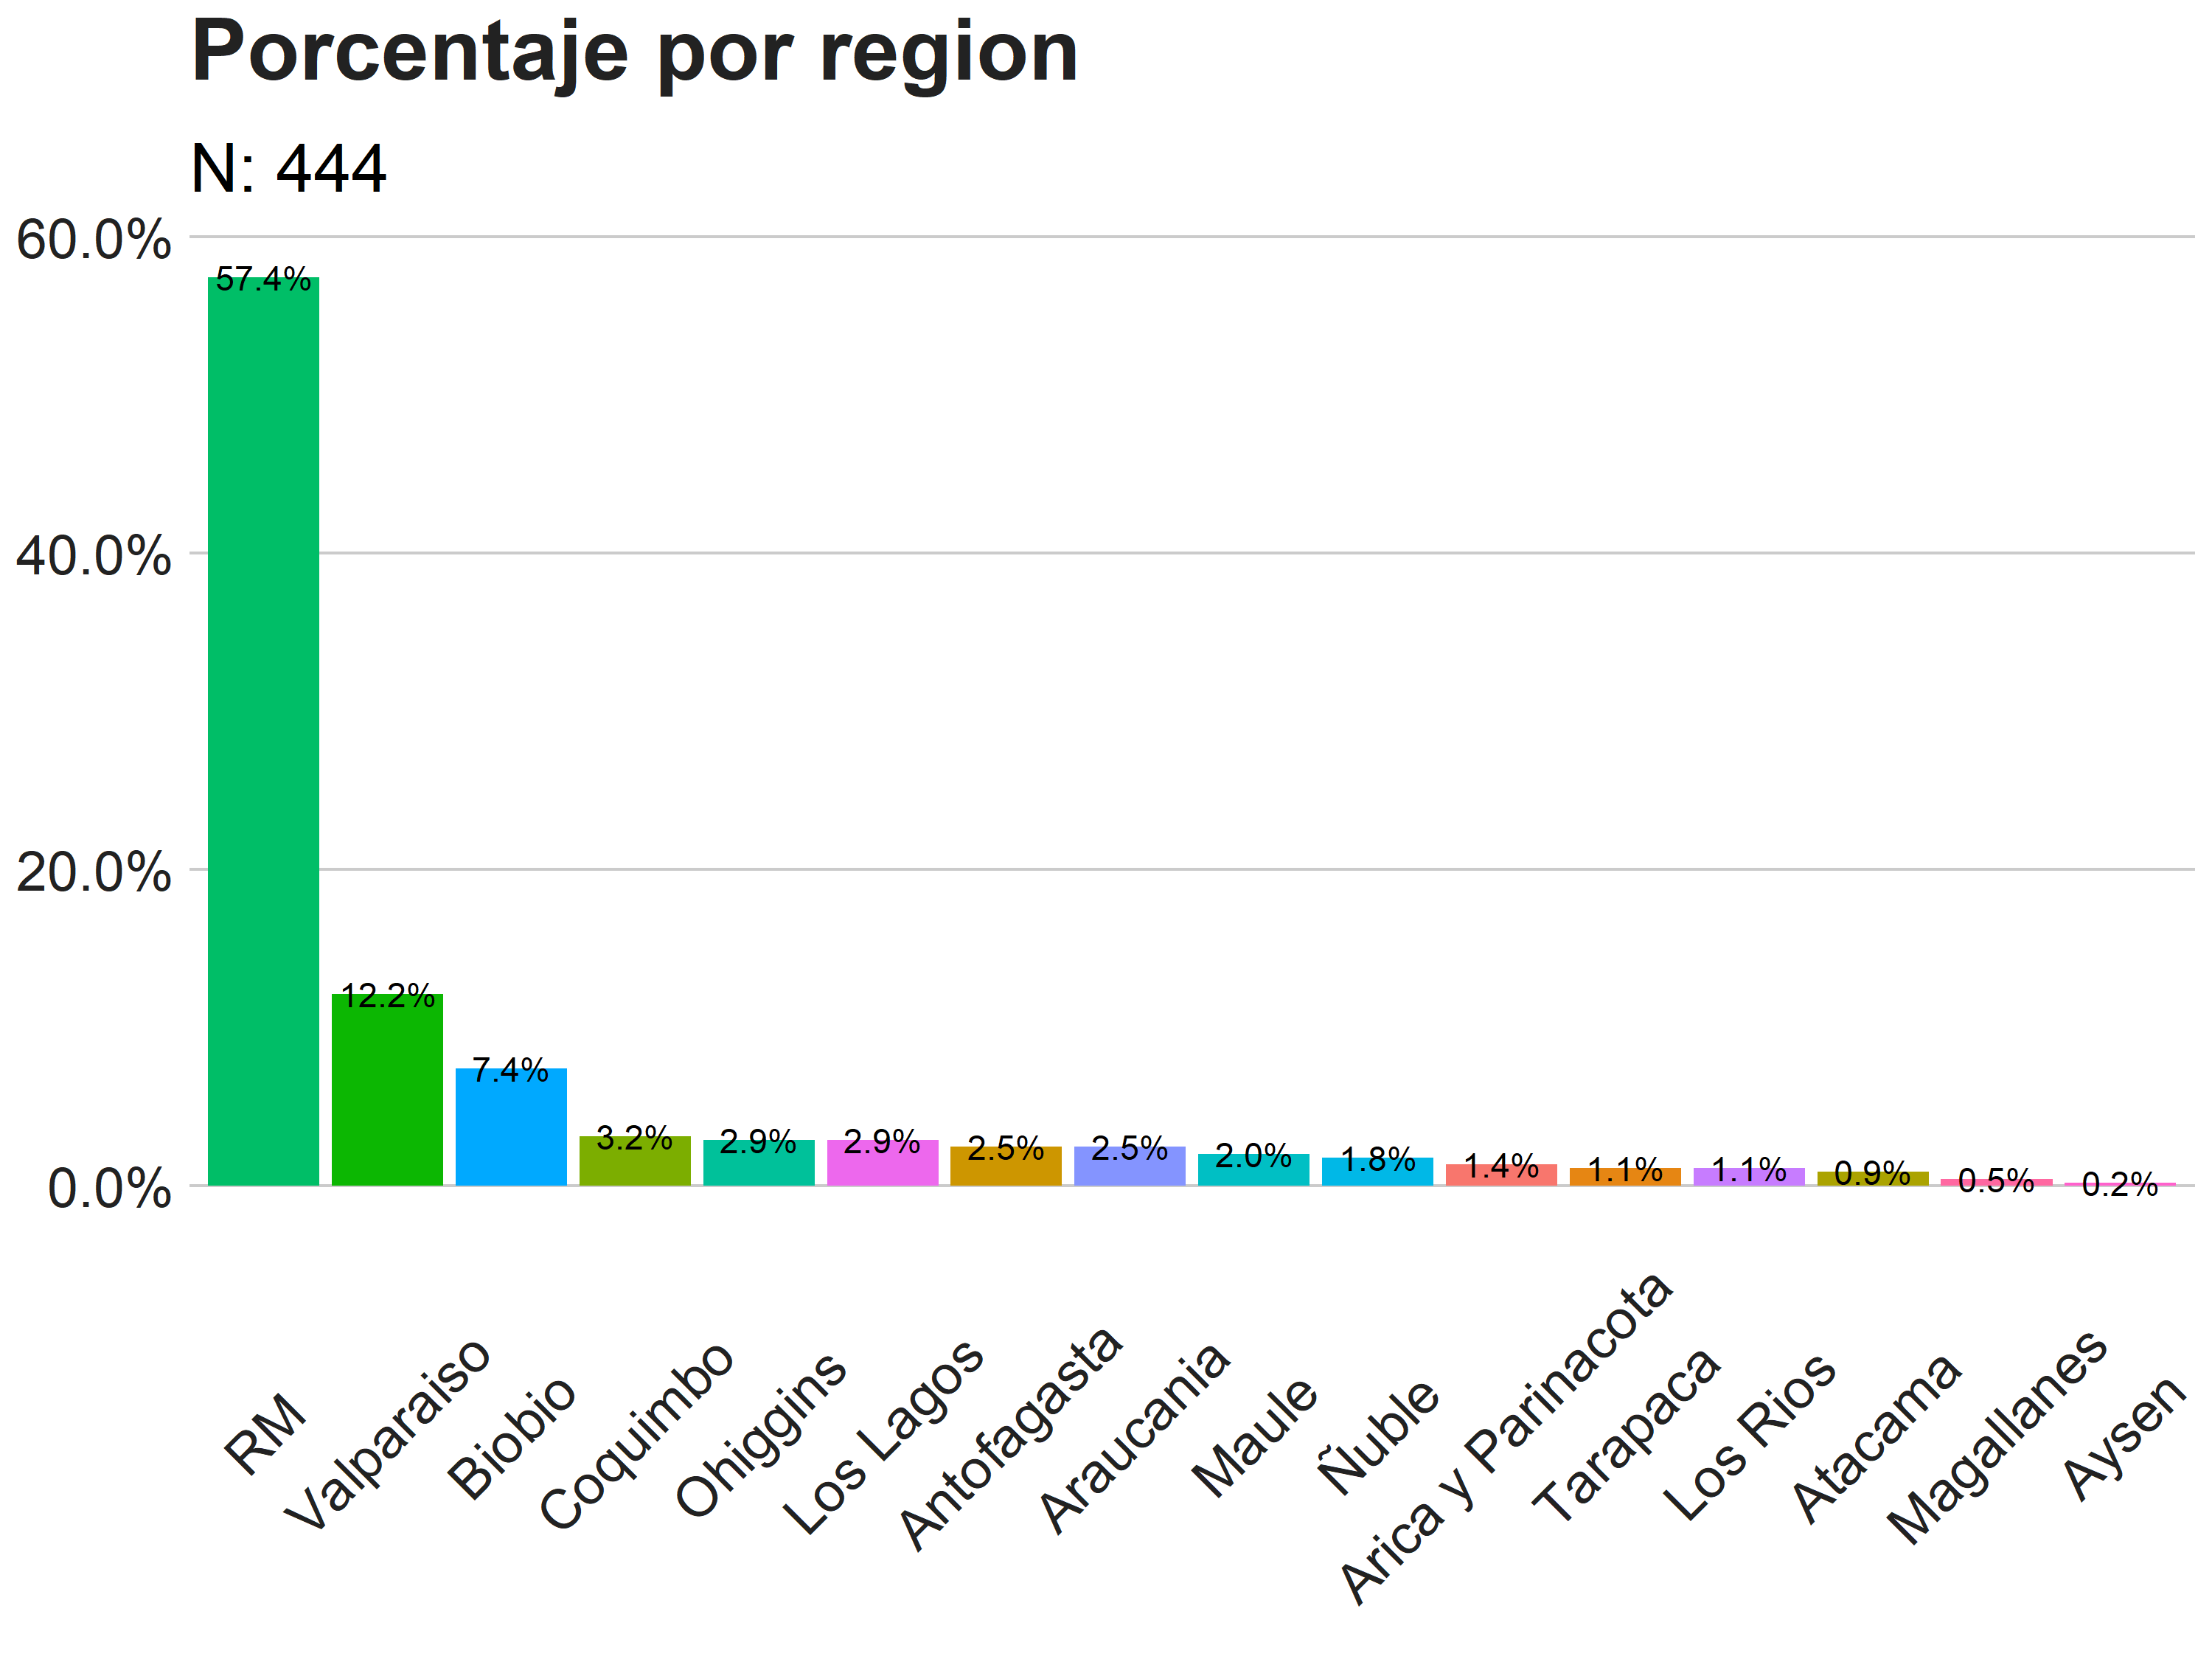 Porcentaje por region
N: 444
60.0%
57.4%
40.0%
20.0%
12.2%
7.4%
3.2%
2.9%
2.9%
2.5%
2.5%
2.0%
1.8%
1.4%
1.1%
1.1%
0.9%
0.5%
0.2%
0.0%
RM
Valparaiso
Biobio
Coquimbo
Ohiggins
Los Lagos
Antofagasta
Araucania
Maule
Ñuble
Arica y Parinacota
Tarapaca
Los Rios
Atacama
Magallanes
Aysen